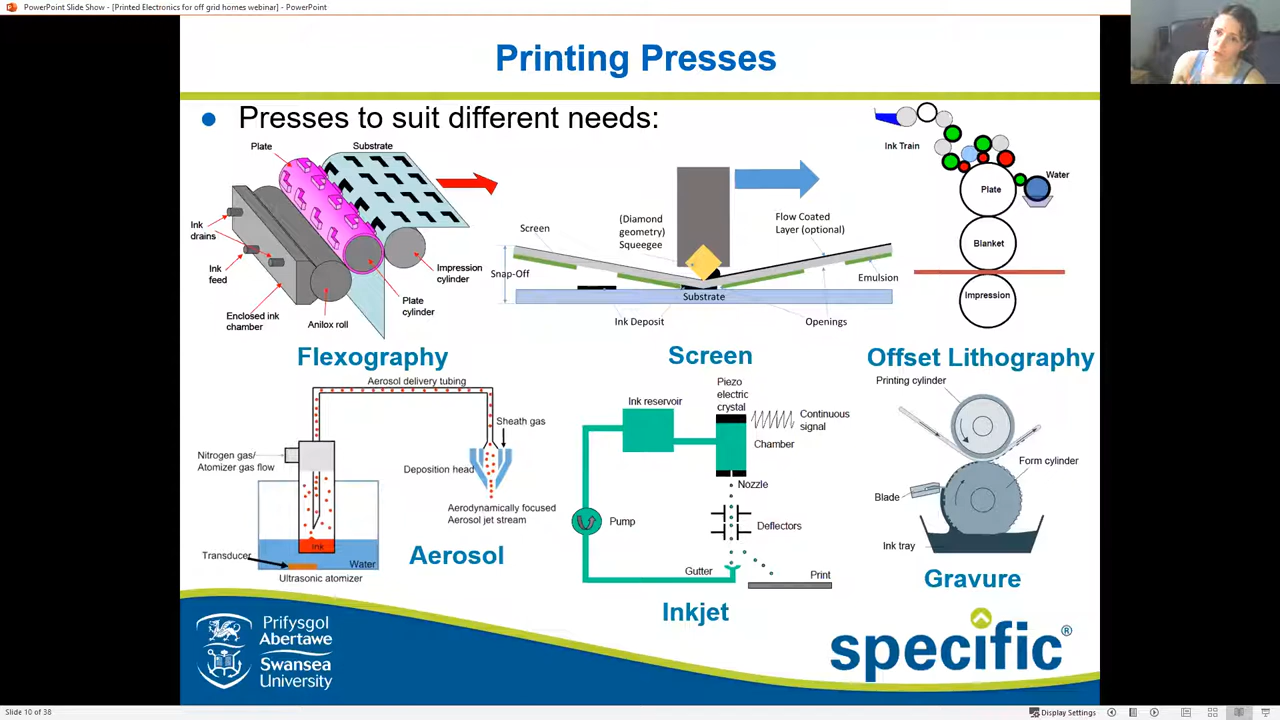 PowerPoint Slide Show - [Printed Electronics for off grid homes webinar] - PowerPoint
Printing Presses
Presses to suit different needs:
Plate
Substrate
Ink
drains
Ink
feed
Enclosed ink
chamber
Anilox roll
Plate
cylinder
Impression
cylinder
Flexography
Screen
(Diamond
geometry)
Squeegee
Flow Coated
Layer (optional)
Snap-Off
Emulsion
Substrate
Ink Deposit
Openings
Screen
Ink Train
Water
Plate
Blanket
Impression
Offset Lithography
Aerosol delivery tubing
Sheath gas
Nitrogen gas/
Atomizer gas flow
Deposition head
Aerodynamically focused
Aerosol jet stream
Ink
Transducer
Water
Ultrasonic atomizer
Aerosol
Piezo
electric
crystal
Ink reservoir
Continuous
signal
Chamber
Nozzle
Pump
Deflectors
Gutter
Print
Inkjet
Printing cylinder
Form cylinder
Blade
Ink tray
Gravure
Prifysgol
Abertawe
Swansea
University
specific®
Slide 10 of 38
Display Settings